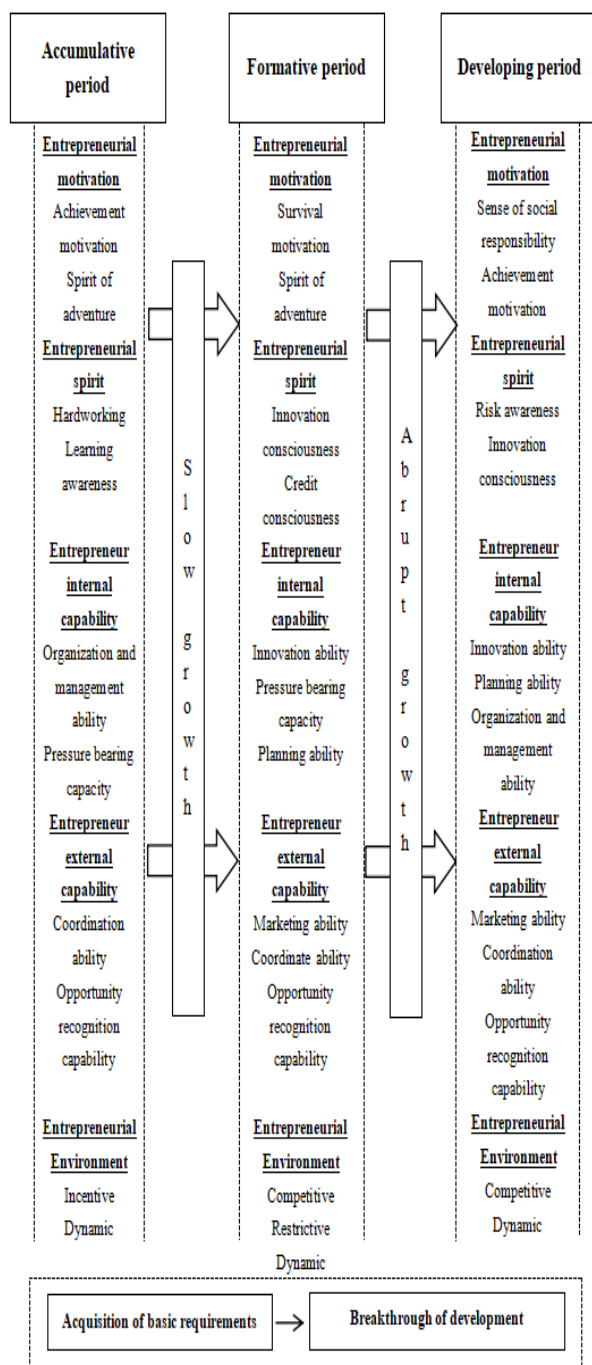 Accumulative
period
Entrepreneurial
motivation
Achievement
motivation
Spirit of
adventure
Entrepreneurial
spirit
Hardworking
Learning
awareness
Entrepreneur
internal
capability
Organization and
management
ability
Pressure bearing
capacity
Entrepreneur
external
capability
Coordination
ability
Opportunity
recognition
capability
Entrepreneurial
Environment
Incentive
Dynamic
Slow growth
Formative period
Entrepreneurial
motivation
Survival
motivation
Spirit of
adventure
Entrepreneurial
spirit
Innovation
consciousness
Credit
consciousness
Entrepreneur
internal
capability
Innovation ability
Pressure bearing
capacity
Planning ability
Entrepreneur
external
capability
Marketing ability
Coordinate ability
Opportunity
recognition
capability
Entrepreneurial
Environment
Competitive
Restrictive
Dynamic
Abrupt growth
Developing period
Entrepreneurial
motivation
Sense of social
responsibility
Achievement
motivation
Entrepreneurial
spirit
Risk awareness
Innovation
consciousness
Entrepreneur
internal
capability
Innovation ability
Planning ability
Organization and
management
ability
Entrepreneur
external
capability
Marketing ability
Coordination
ability
Opportunity
recognition
capability
Entrepreneurial
Environment
Competitive
Dynamic
Acquisition of basic requirements
Breakthrough of development